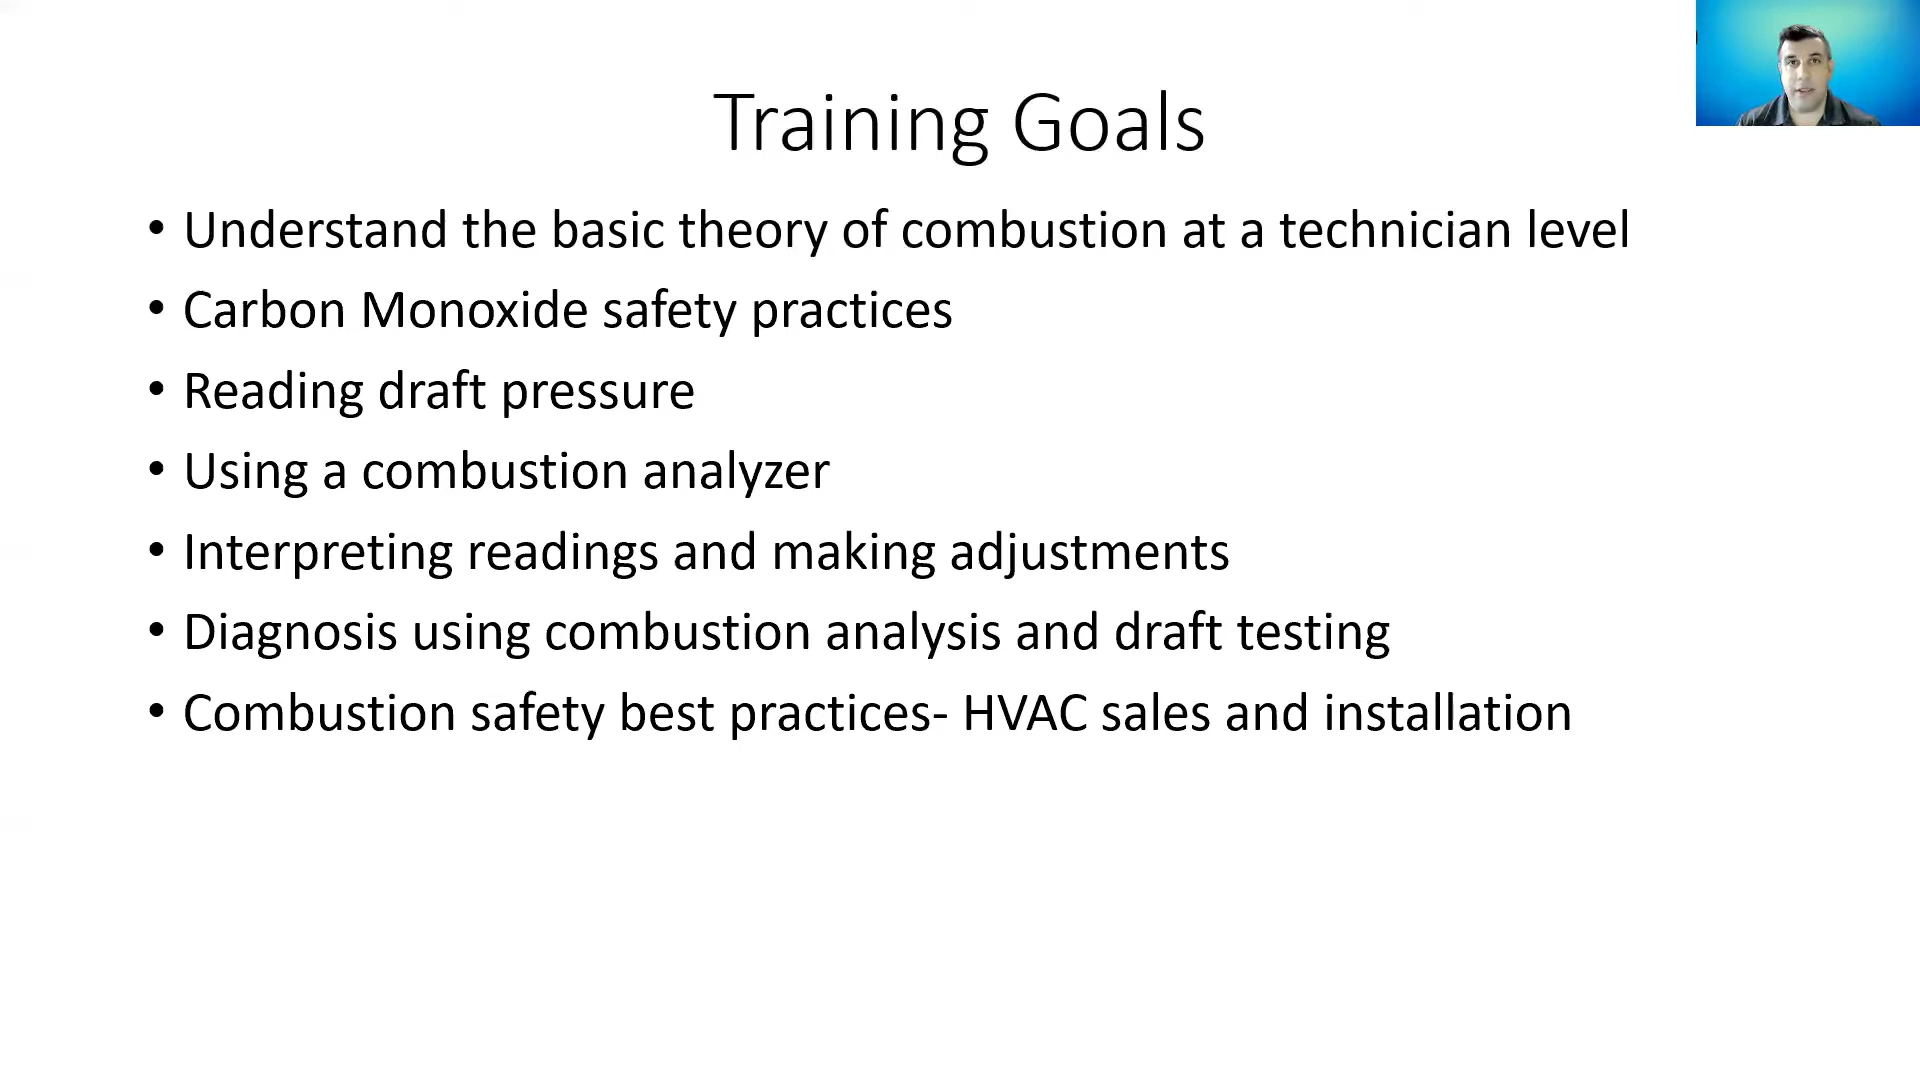 Training Goals
• Understand the basic theory of combustion at a technician level
• Carbon Monoxide safety practices
• Reading draft pressure
• Using a combustion analyzer
• Interpreting readings and making adjustments
• Diagnosis using combustion analysis and draft testing
• Combustion safety best practices- HVAC sales and installation